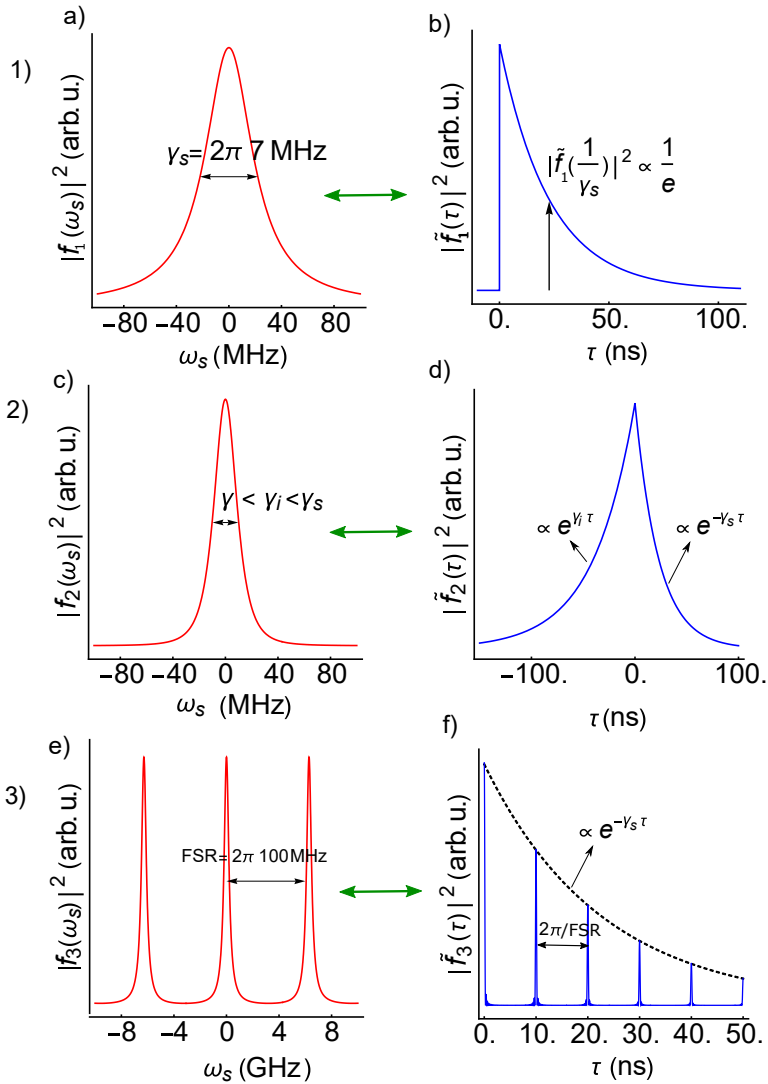 a)
1)
|f₁(ωₛ)|² (arb. u.)
γₛ= 2π 7 MHz
−80 −40 0 40 80
ωₛ (MHz)
b)
|f̃₁(τ)|² (arb. u.)
|f̃₁(1/γₛ)|² ∝ 1/e
0. 50. 100.
τ (ns)
c)
2)
|f₂(ωₛ)|² (arb. u.)
γ < γᵢ <γₛ
−80 −40 0 40 80
ωₛ (MHz)
d)
|f̃₂(τ)|² (arb. u.)
∝ e^{γᵢ τ}
∝ e^{−γₛ τ}
−100. 0. 100.
τ (ns)
e)
3)
|f₃(ωₛ)|² (arb. u.)
FSR= 2π 100 MHz
−8 −4 0 4 8
ωₛ (GHz)
f)
|f̃₃(τ)|² (arb. u.)
∝ e^{−γₛ τ}
2π/FSR
0. 10. 20. 30. 40. 50.
τ (ns)